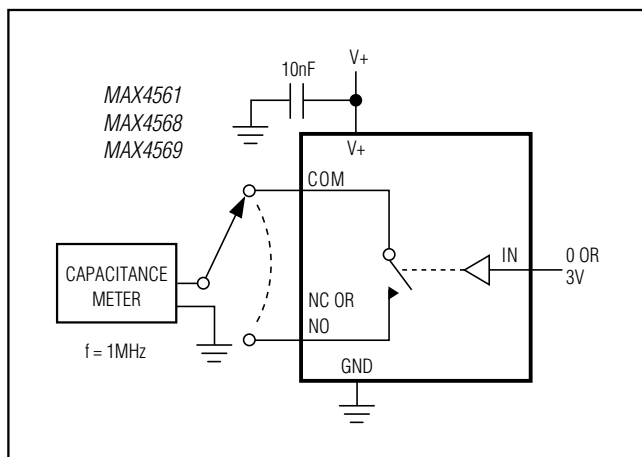 MAX4561
MAX4568
MAX4569
10nF
V+
V+
COM
IN
0 OR
3V
CAPACITANCE
METER
NC OR
NO
f = 1MHz
GND